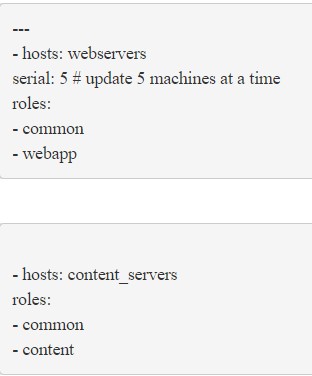 ---
- hosts: webservers
serial: 5 # update 5 machines at a time
roles:
- common
- webapp
- hosts: content_servers
roles:
- common
- content